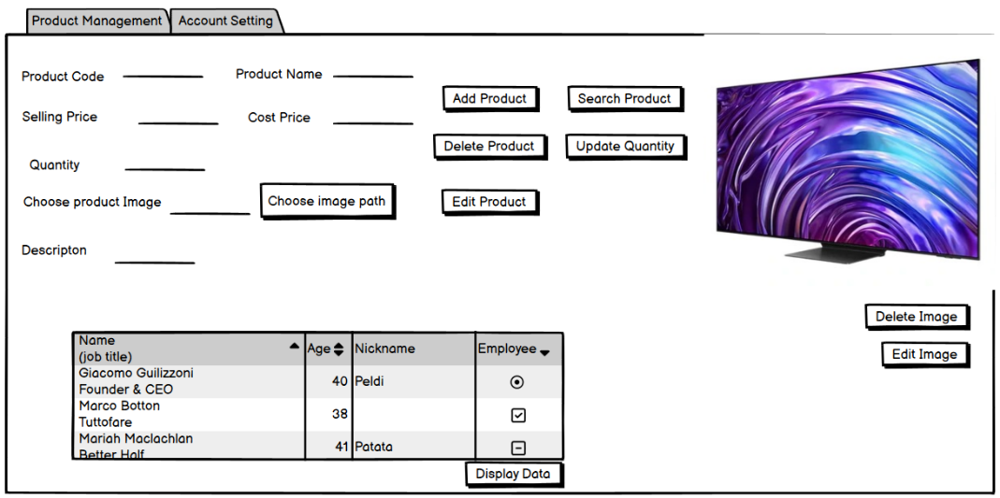 Product Management
Account Setting
Product Code
Product Name
Add Product
Search Product
Selling Price
Cost Price
Delete Product
Update Quantity
Quantity
Choose product Image
Choose image path
Edit Product
Descripton
Delete Image
Edit Image
Name
(job title)
Age
Nickname
Employee
Giacomo Guilizzoni
Founder & CEO
40
Peldi
Marco Botton
Tuttofare
38
Mariah Maclachlan
Better Half
41
Patata
Display Data